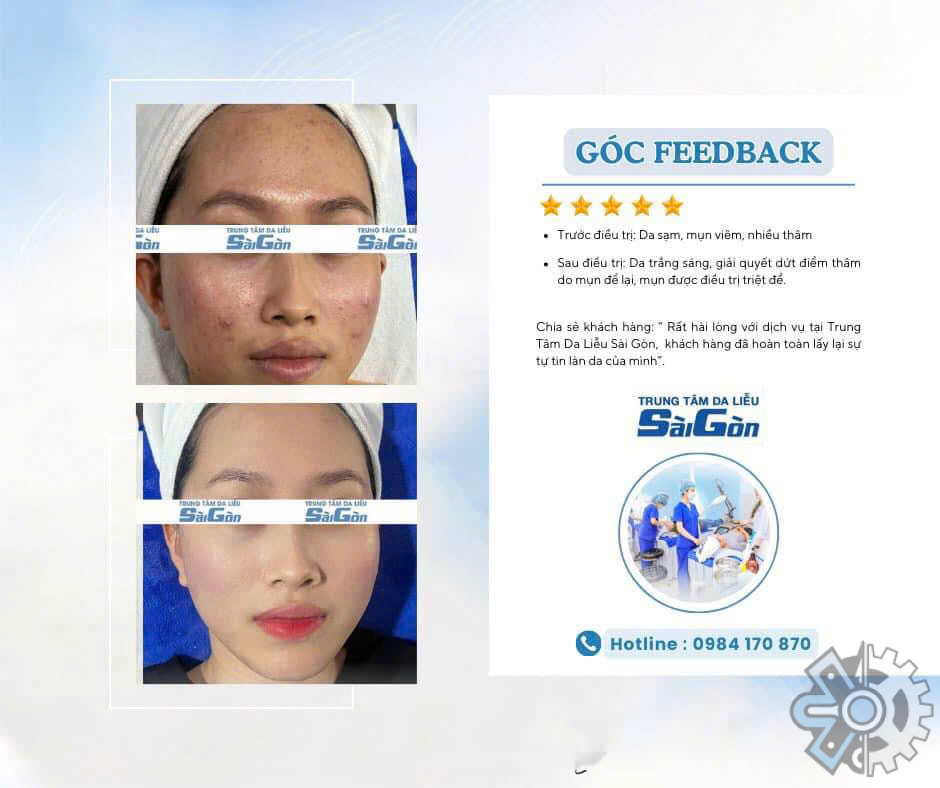 GÓC FEEDBACK
Trước điều trị: Da sạm, mụn viêm, nhiều thâm
Sau điều trị: Da trắng sáng, giải quyết dứt điểm thâm
do mụn để lại, mụn được điều trị triệt để.
Chia sẻ khách hàng: " Rất hài lòng với dịch vụ tại Trung
Tâm Da Liễu Sài Gòn, khách hàng đã hoàn toàn lấy lại sự
tự tin làn da của mình".
TRUNG TÂM DA LIỄU
SàiGòn
Hotline : 0984 170 870
TÂM DA LIỄU TRUNG TÂM DA LIỄU TRUNG TÂM DA LI
SàiGòn SàiGò
TRUNG TÂM DA LIỄU TRUNG TÂM DA LIỄU
SàiGòn SàiGòn